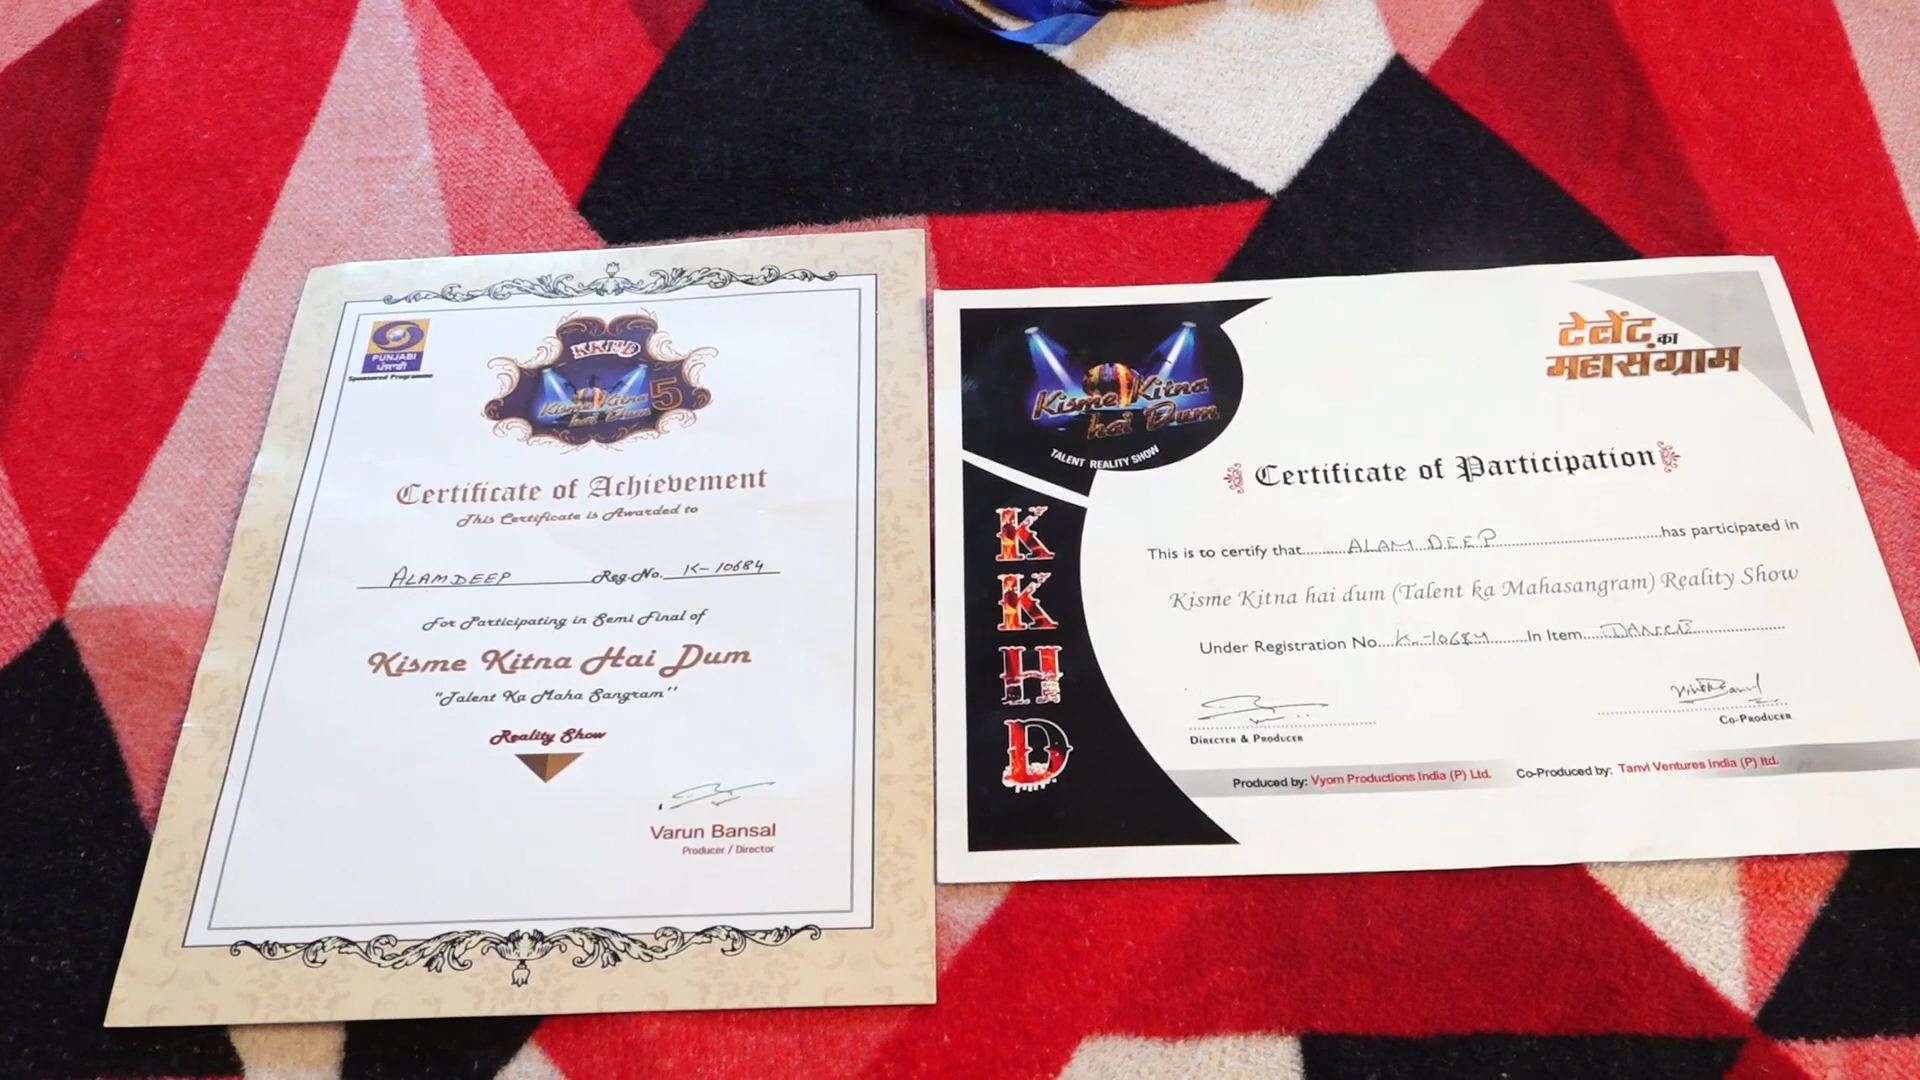 PUNJABI
ਪੰਜਾਬੀ
Sponsored Programme
KKHD
5
Kisme Kitna
hai Dum
Certificate of Achievement
This Certificate is Awarded to
ALAMDEEP Reg.No. K-10684
For Participating in Semi Final of
Kisme Kitna Hai Dum
"Talent Ka Maha Sangram"
Reality Show
Varun Bansal
Producer / Director
Kisme Kitna
hai Dum
TALENT REALITY SHOW
टेलेंट का
महासंग्राम
K
K
H
D
Certificate of Participation
This is to certify that ALAM DEEP has participated in
Kisme Kitna hai dum (Talent ka Mahasangram) Reality Show
Under Registration No. K-10684 In Item DANCE
DIRECTER & PRODUCER
CO-PRODUCER
Produced by: Vyom Productions India (P) Ltd. Co-Produced by: Tanvi Ventures India (P) ltd.